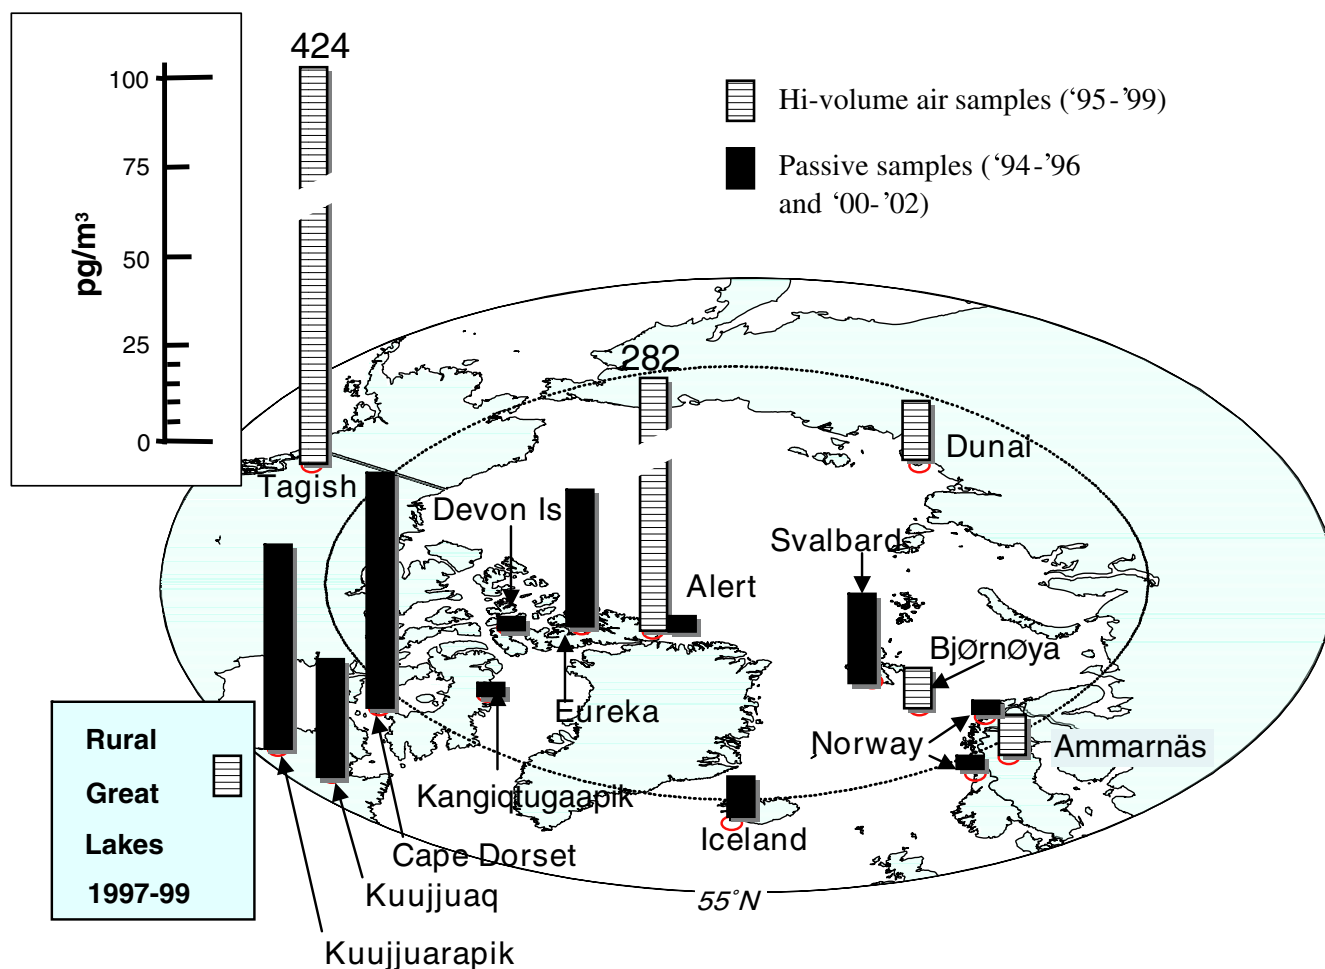 424
100
75
50
25
0
pg/m³
Hi-volume air samples (‘95-’99)
Passive samples (‘94-’96
and ‘00-’02)
282
Tagish
Dunai
Devon Is
Svalbard
Alert
BjØrnØya
Eureka
Norway
Ammarnäs
Rural
Great
Lakes
1997-99
Kangiqtugaapik
Iceland
Cape Dorset
Kuujjuaq
55°N
Kuujjuarapik